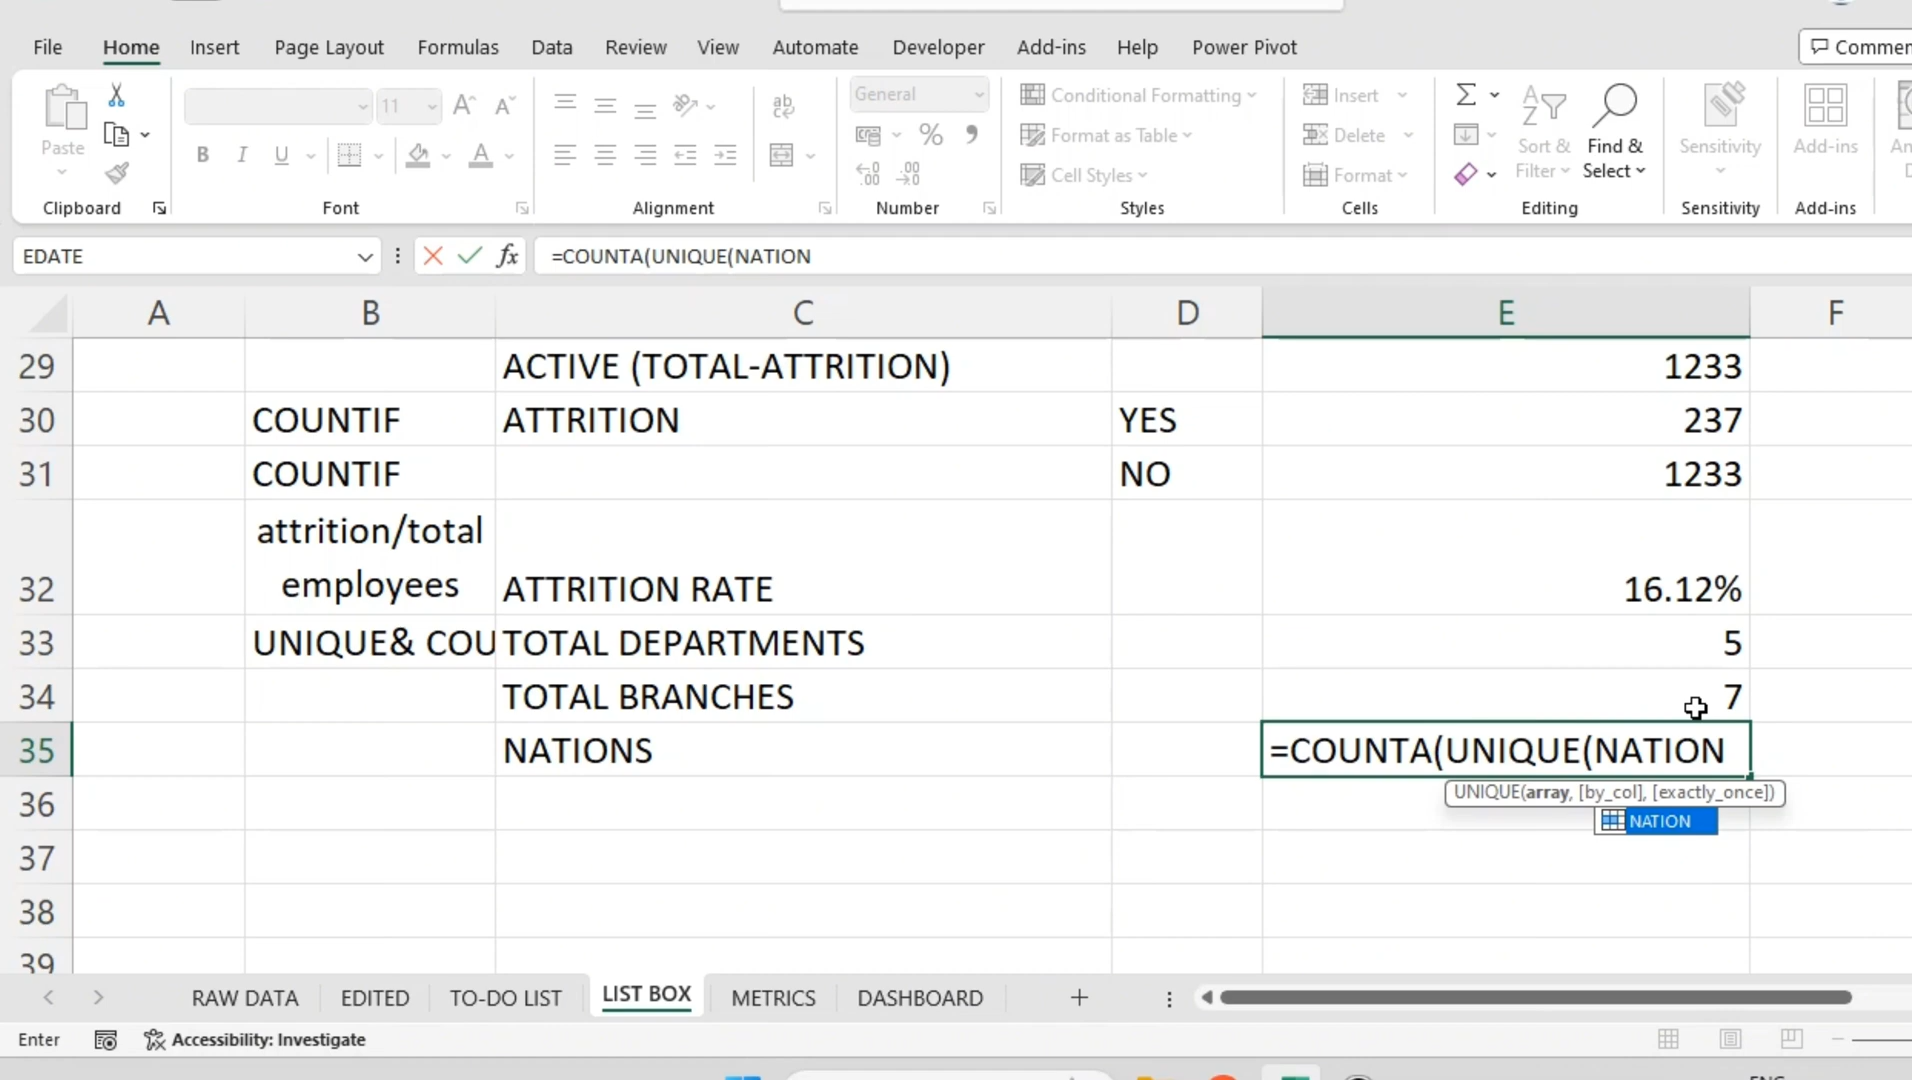 File Home Insert Page Layout Formulas Data Review View Automate Developer Add-ins Help Power Pivot
Paste
Clipboard
11
B I U A
Font
ab
Alignment
General
%
Number
Conditional Formatting
Format as Table
Cell Styles
Styles
Insert
Delete
Format
Cells
Sort & Filter
Find & Select
Editing
Sensitivity
Sensitivity
Add-ins
Add-ins
EDATE fx =COUNTA(UNIQUE(NATION
A B C D E F
29 ACTIVE (TOTAL-ATTRITION) 1233
30 COUNTIF ATTRITION YES 237
31 COUNTIF NO 1233
attrition/total
32 employees ATTRITION RATE 16.12%
33 UNIQUE& COU TOTAL DEPARTMENTS 5
34 TOTAL BRANCHES 7
35 NATIONS =COUNTA(UNIQUE(NATION
36 UNIQUE(array, [by_col], [exactly_once])
NATION
37
38
39
RAW DATA EDITED TO-DO LIST LIST BOX METRICS DASHBOARD
Enter Accessibility: Investigate